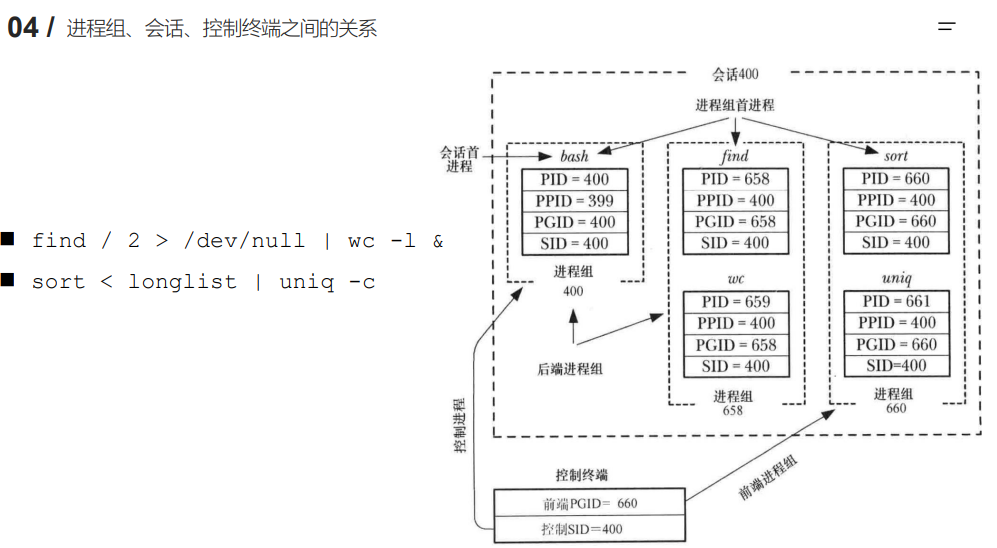 04 / 进程组、会话、控制终端之间的关系
会话400
进程组首进程
会话首
进程
bash
PID = 400
PPID = 399
PGID = 400
SID = 400
进程组
400
find
PID = 658
PPID = 400
PGID = 658
SID = 400
wc
PID = 659
PPID = 400
PGID = 658
SID = 400
进程组
658
sort
PID = 660
PPID = 400
PGID = 660
SID = 400
uniq
PID = 661
PPID = 400
PGID = 660
SID=400
进程组
660
■ find / 2 > /dev/null | wc -l &
■ sort < longlist | uniq -c
后端进程组
控制进程
前端进程组
控制终端
前端PGID= 660
控制SID=400